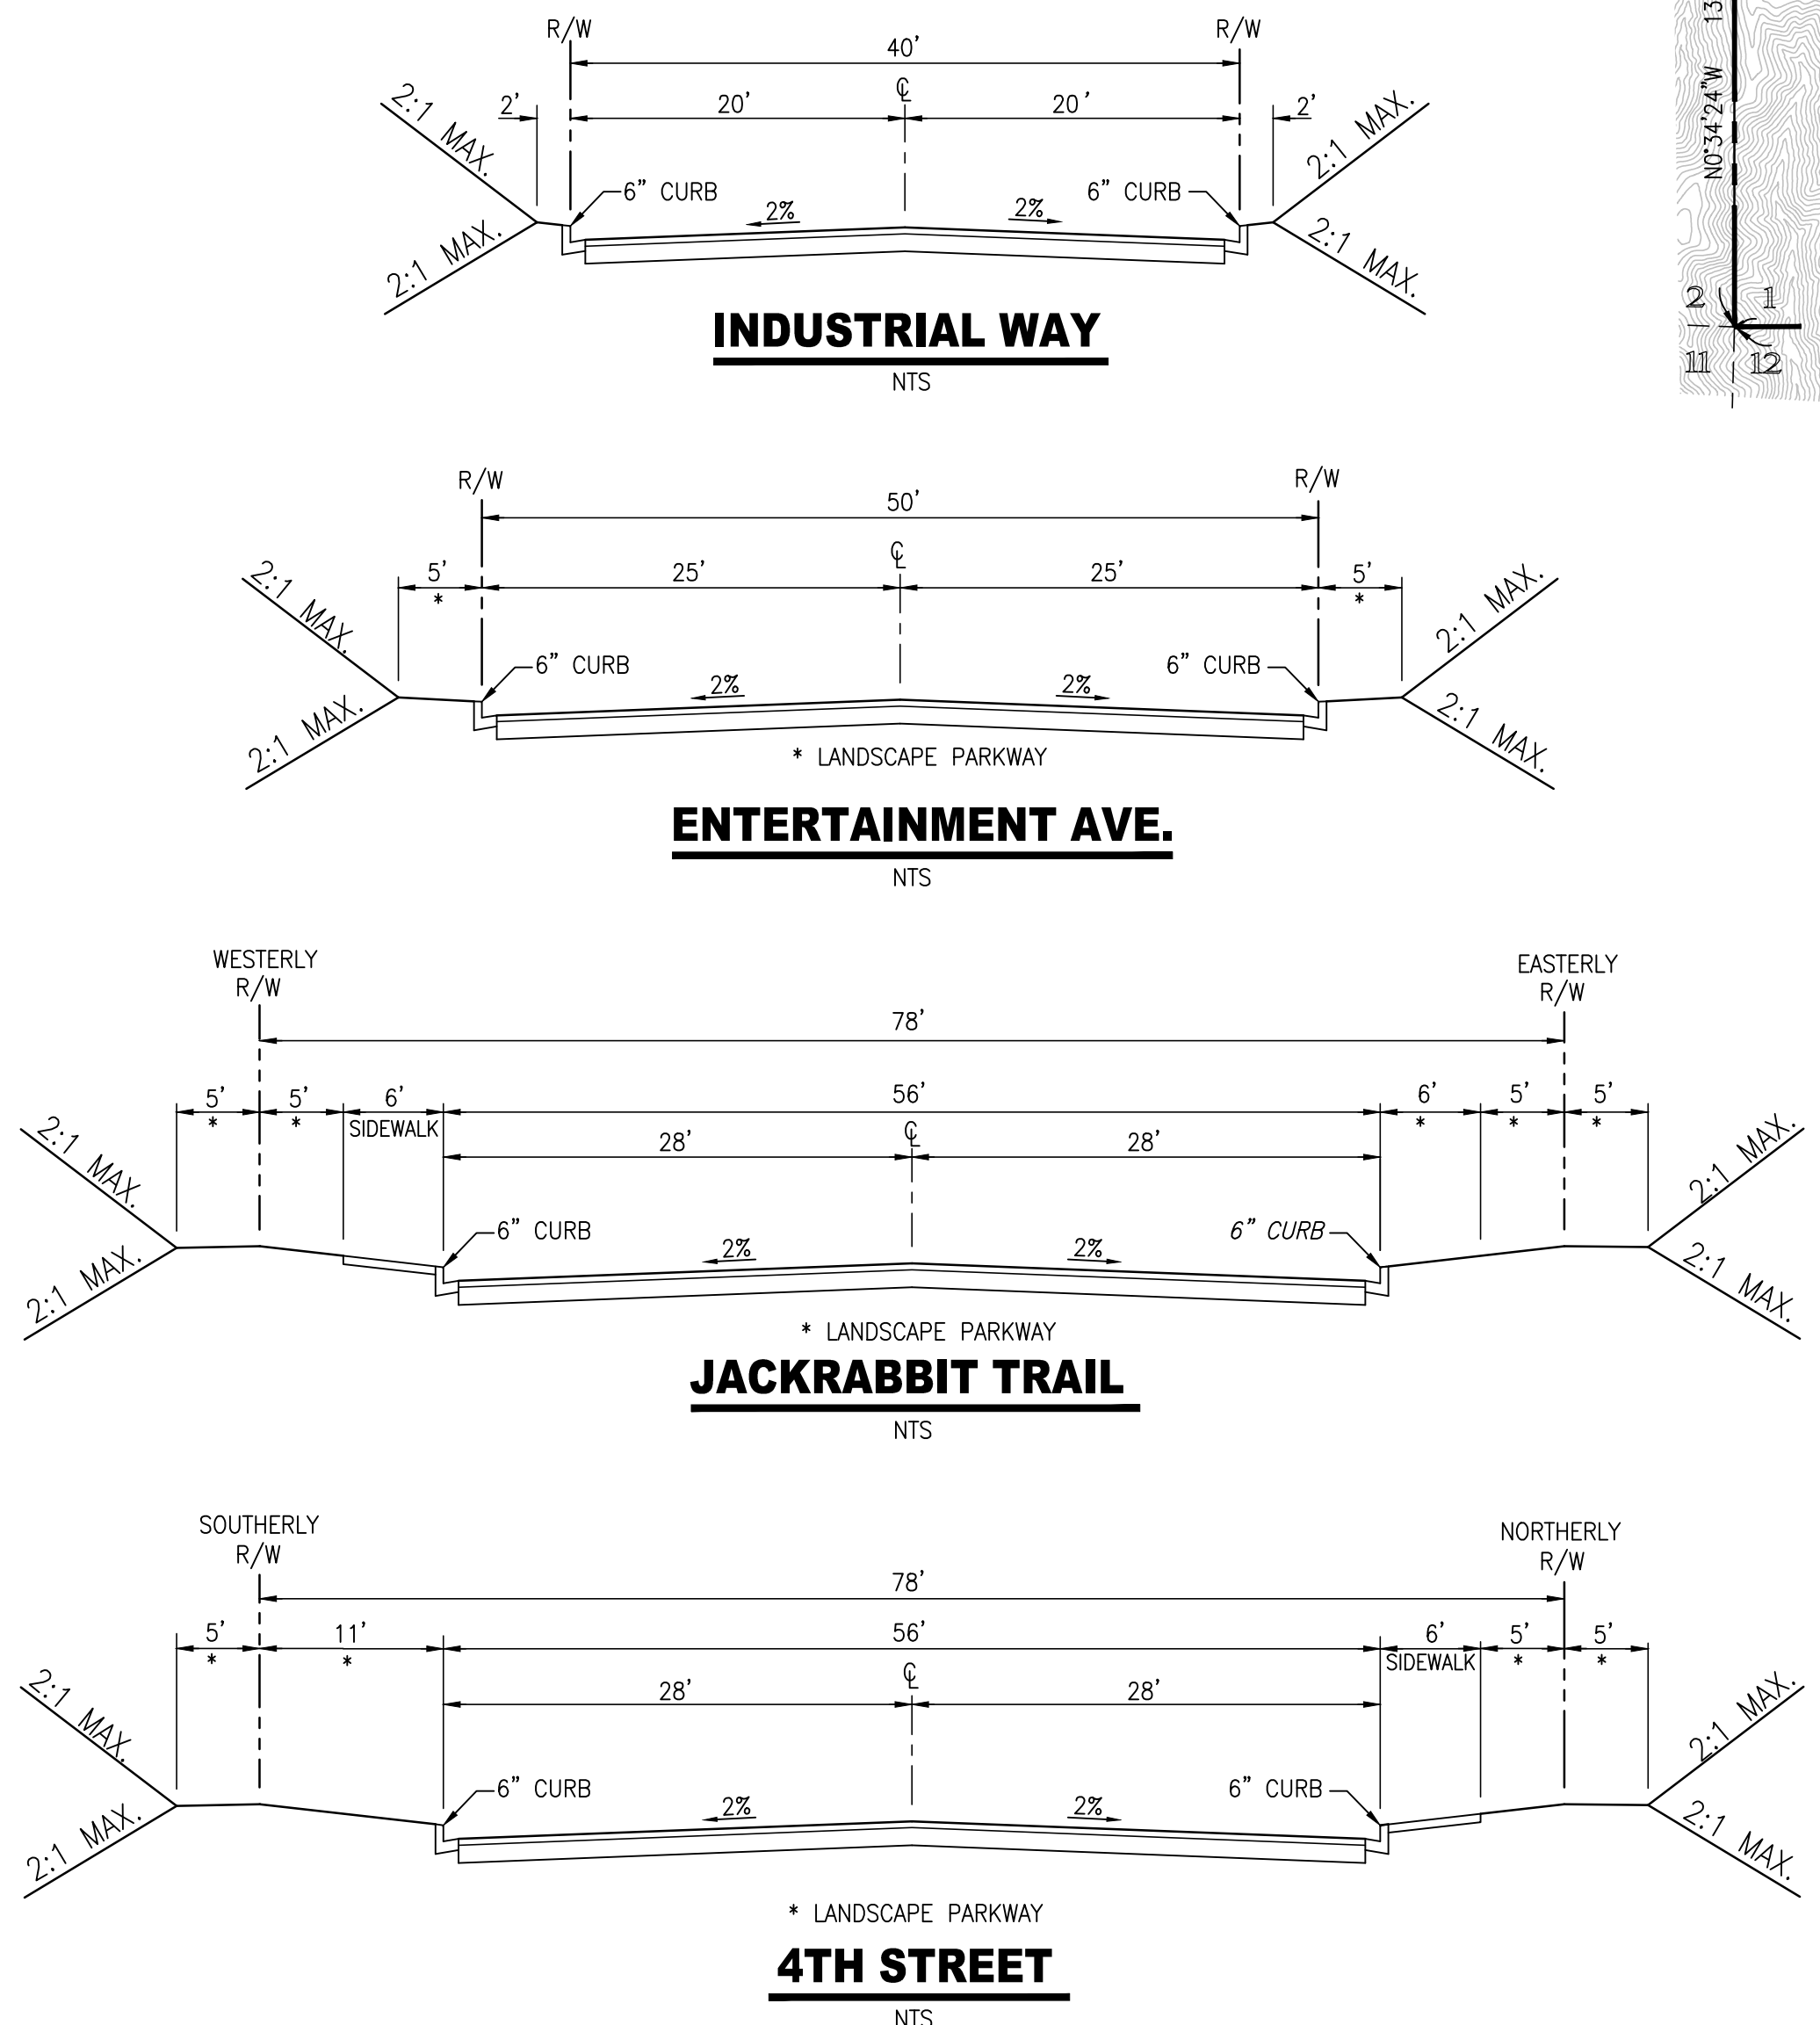 R/W R/W
40'
℄
2' 20' 20' 2'
2:1 MAX. 2:1 MAX.
6" CURB 2% 2% 6" CURB
2:1 MAX. 2:1 MAX.
INDUSTRIAL WAY
NTS
N0°34'24"W 13
2 1
11 12
R/W R/W
50'
℄
5' 25' 25' 5'
* *
2:1 MAX. 2:1 MAX.
6" CURB 2% 2% 6" CURB
2:1 MAX. 2:1 MAX.
* LANDSCAPE PARKWAY
ENTERTAINMENT AVE.
NTS
WESTERLY EASTERLY
R/W R/W
78'
5' 5' 6' 56' 6' 5' 5'
* * SIDEWALK * * *
28' ℄ 28'
2:1 MAX. 2:1 MAX.
6" CURB 2% 2% 6" CURB
2:1 MAX. 2:1 MAX.
* LANDSCAPE PARKWAY
JACKRABBIT TRAIL
NTS
SOUTHERLY NORTHERLY
R/W R/W
78'
5' 11' 56' 6' 5' 5'
* * SIDEWALK * *
28' ℄ 28'
2:1 MAX. 2:1 MAX.
6" CURB 2% 2% 6" CURB
2:1 MAX. 2:1 MAX.
* LANDSCAPE PARKWAY
4TH STREET
NTS